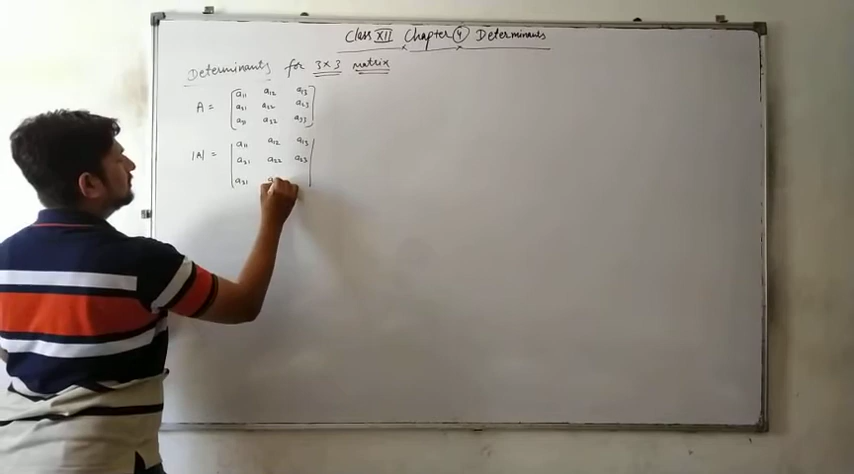 Class XII Chapter 4 Determinants
Determinants for 3×3 matrix
A = [ a₁₁ a₁₂ a₁₃
a₂₁ a₂₂ a₂₃
a₃₁ a₃₂ a₃₃ ]
|A| = | a₁₁ a₁₂ a₁₃
a₂₁ a₂₂ a₂₃
a₃₁ a |